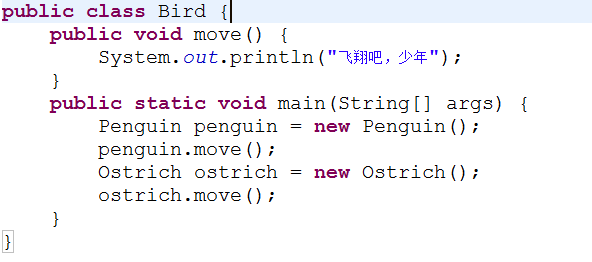 public class Bird {
    public void move() {
        System.out.println("飞翔吧，少年");
    }
    public static void main(String[] args) {
        Penguin penguin = new Penguin();
        penguin.move();
        Ostrich ostrich = new Ostrich();
        ostrich.move();
    }
}